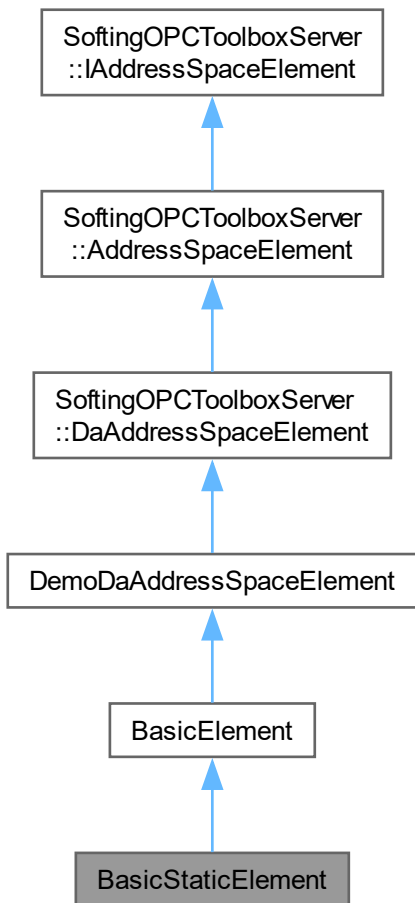 SoftingOPCToolboxServer
::IAddressSpaceElement
SoftingOPCToolboxServer
::AddressSpaceElement
SoftingOPCToolboxServer
::DaAddressSpaceElement
DemoDaAddressSpaceElement
BasicElement
BasicStaticElement